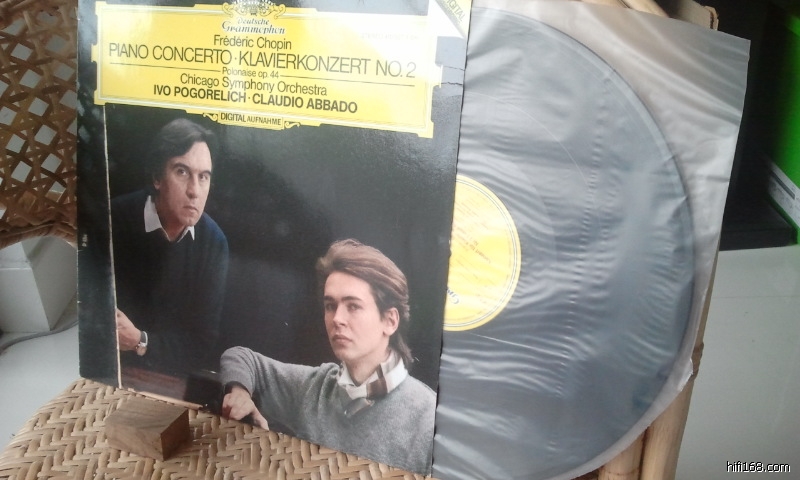 Deutsche
Grammophon
Frédéric Chopin
PIANO CONCERTO · KLAVIERKONZERT NO. 2
Polonaise op. 44
Chicago Symphony Orchestra
IVO POGORELICH · CLAUDIO ABBADO
DIGITAL AUFNAHME
DIGITAL
hifi168.com